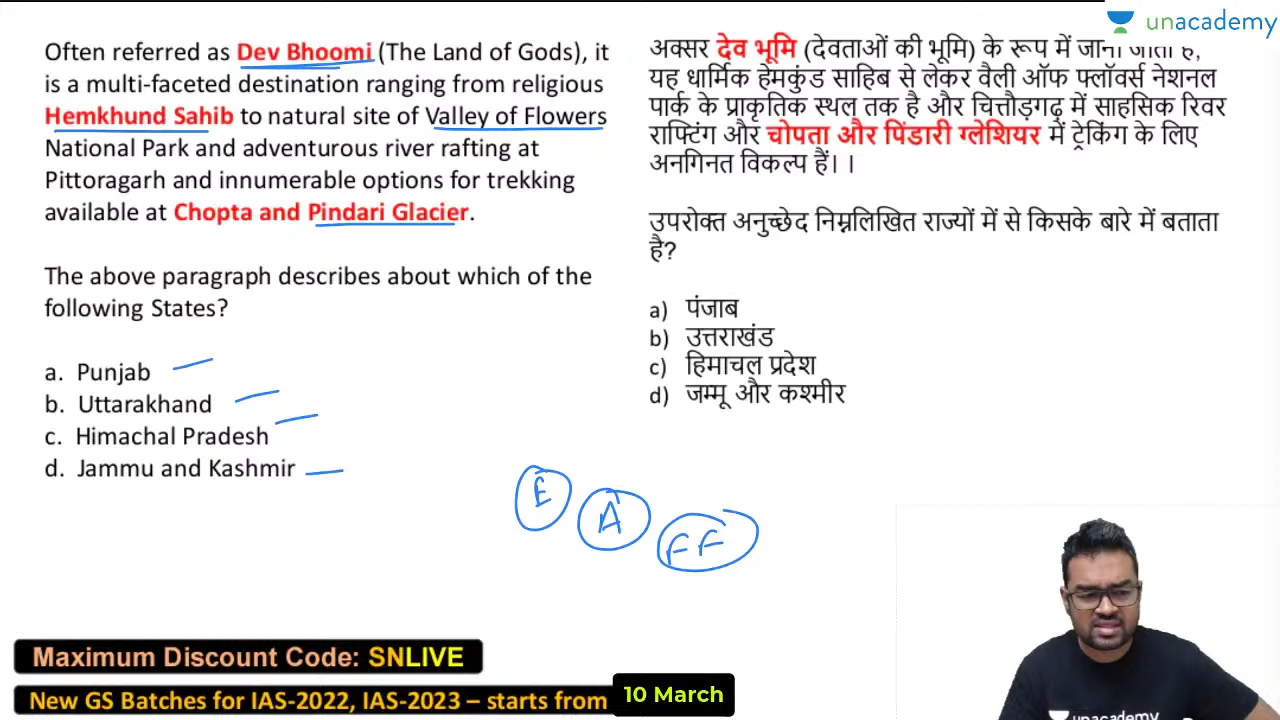 unacademy
Often referred as Dev Bhoomi (The Land of Gods), it
is a multi-faceted destination ranging from religious
Hemkhund Sahib to natural site of Valley of Flowers
National Park and adventurous river rafting at
Pittoragarh and innumerable options for trekking
available at Chopta and Pindari Glacier.
The above paragraph describes about which of the
following States?
a. Punjab
b. Uttarakhand
c. Himachal Pradesh
d. Jammu and Kashmir
अक्सर देव भूमि (देवताओं की भूमि) के रूप में जाना जाता है,
यह धार्मिक हेमकुंड साहिब से लेकर वैली ऑफ फ्लॉवर्स नेशनल
पार्क के प्राकृतिक स्थल तक है और चित्तौड़गढ़ में साहसिक रिवर
राफ्टिंग और चोपता और पिंडारी ग्लेशियर में ट्रेकिंग के लिए
अनगिनत विकल्प हैं। ।
उपरोक्त अनुच्छेद निम्नलिखित राज्यों में से किसके बारे में बताता
है?
a) पंजाब
b) उत्तराखंड
c) हिमाचल प्रदेश
d) जम्मू और कश्मीर
E A FF
Maximum Discount Code: SNLIVE
New GS Batches for IAS-2022, IAS-2023 – starts from 10 March
unacademy